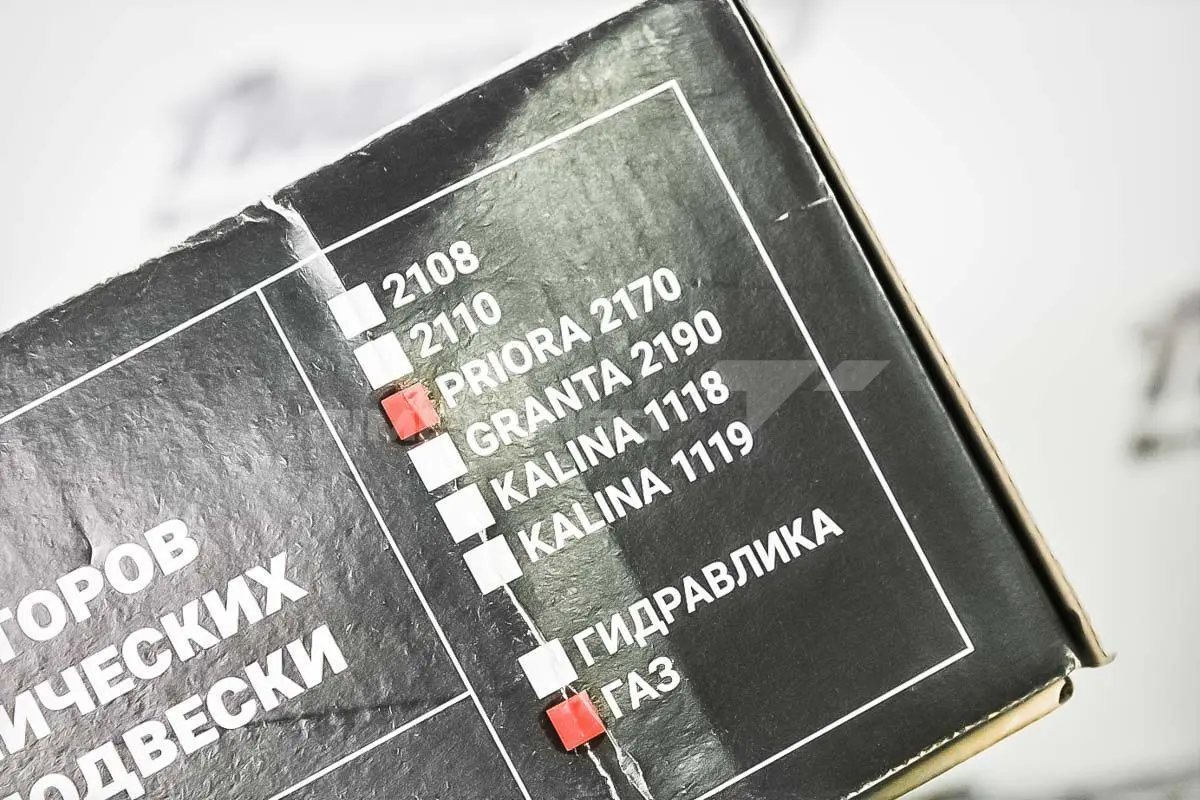 2108
2110
PRIORA 2170
GRANTA 2190
KALINA 1118
KALINA 1119
ГИДРАВЛИКА
ГАЗ
ТОРОВ
ИЧЕСКИХ
ОДВЕСКИ